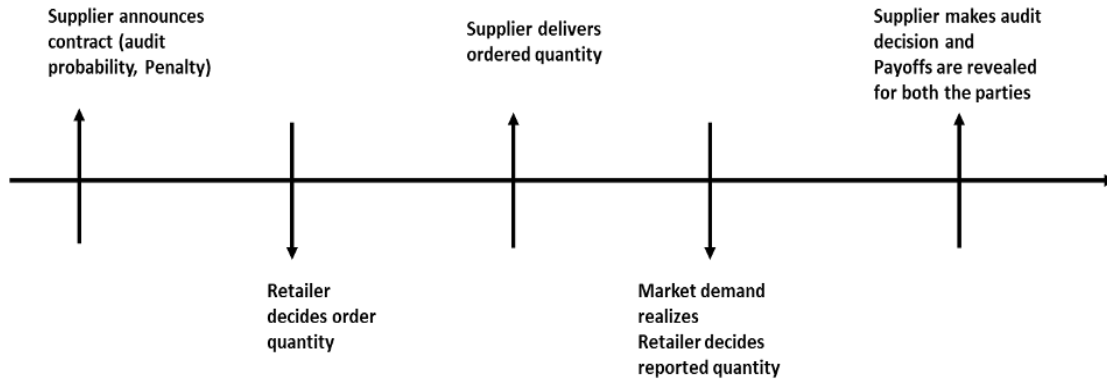 Supplier announces
contract (audit
probability, Penalty)
Retailer
decides order
quantity
Supplier delivers
ordered quantity
Market demand
realizes
Retailer decides
reported quantity
Supplier makes audit
decision and
Payoffs are revealed
for both the parties